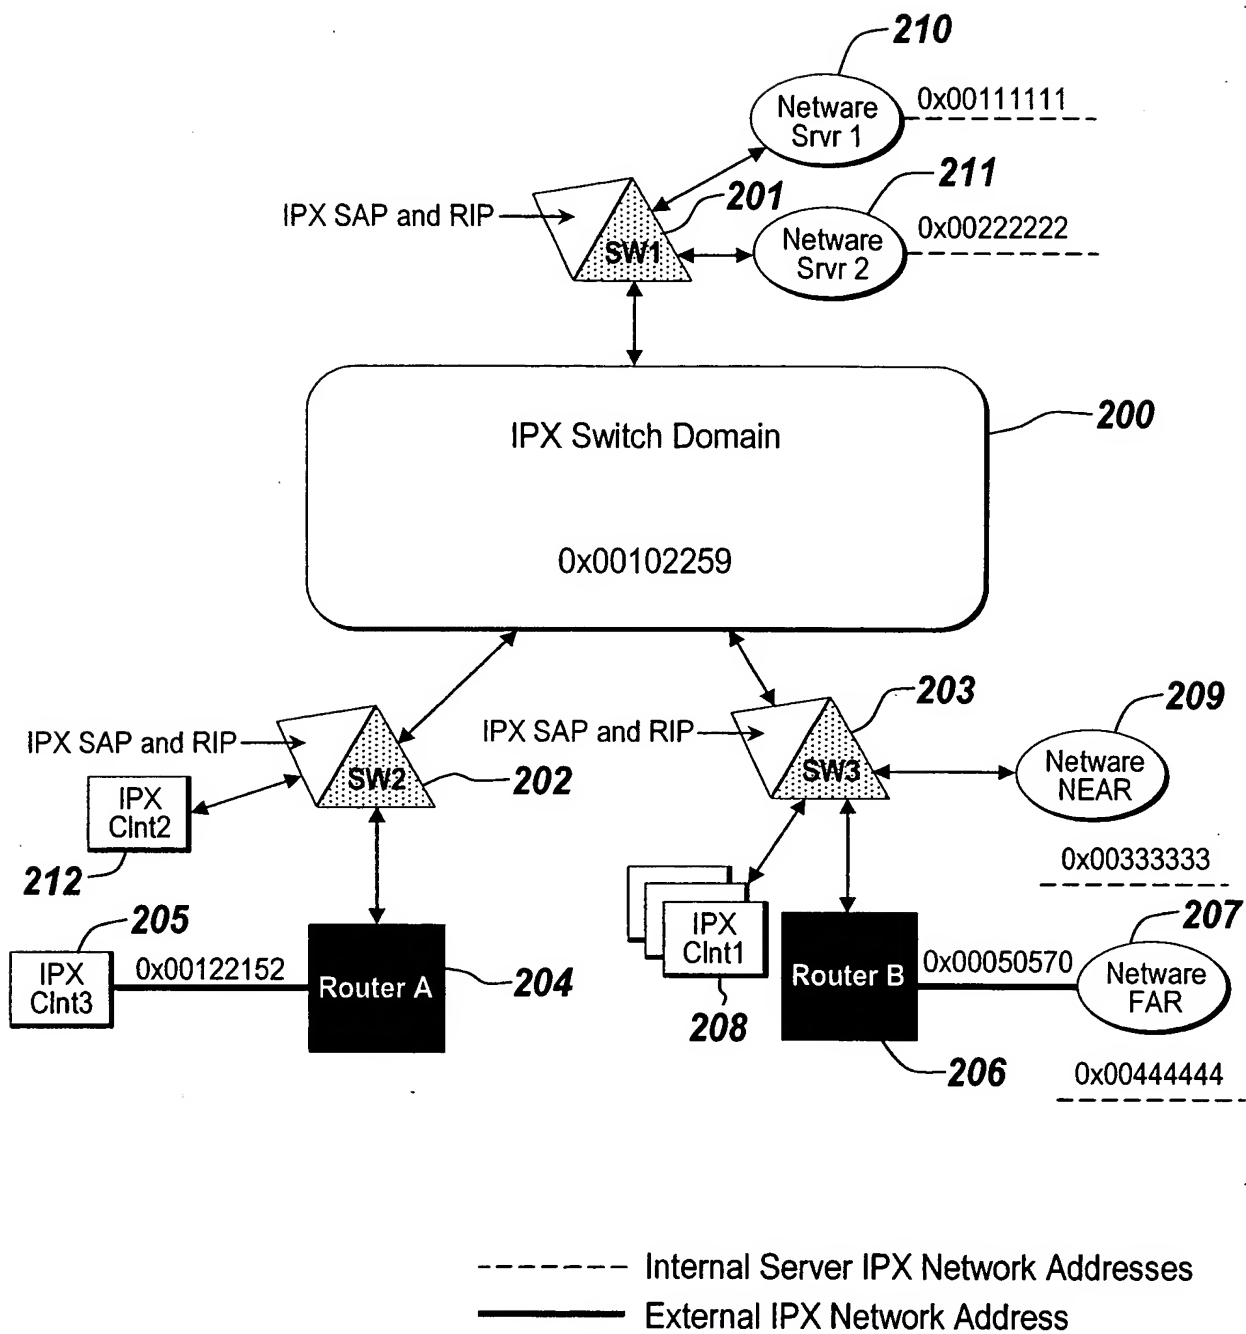 210
Netware
Srvr 1
0x00111111
211
201
IPX SAP and RIP
SW1
Netware
Srvr 2
0x00222222
IPX Switch Domain
200
0x00102259
203
209
IPX SAP and RIP
IPX SAP and RIP
SW2
202
SW3
Netware
NEAR
IPX
Clnt2
212
0x00333333
205
207
IPX
Clnt3
0x00122152
Router A
204
IPX
Clnt1
208
Router B
0x00050570
Netware
FAR
206
0x00444444
Internal Server IPX Network Addresses
External IPX Network Address